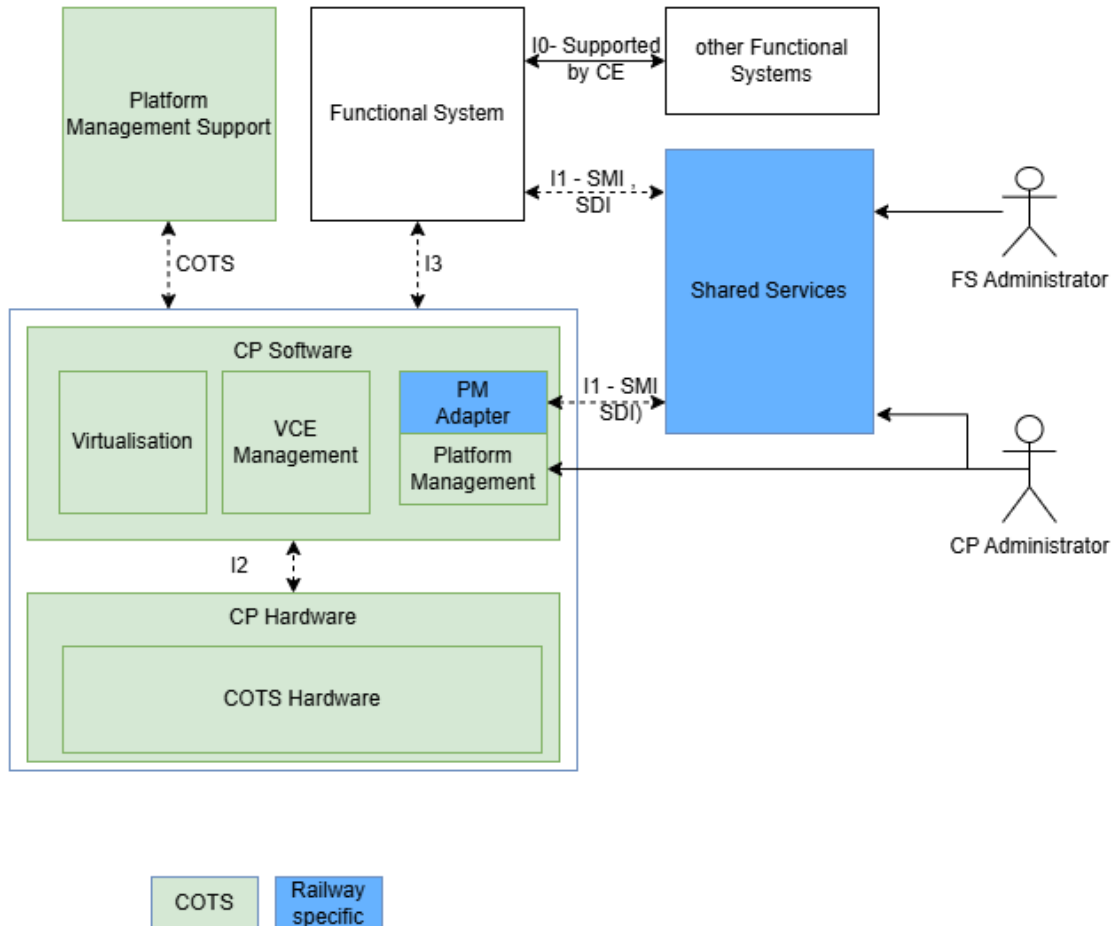 Platform
Management Support
Functional System
I0- Supported
by CE
other Functional
Systems
I1 - SMI ,
SDI
Shared Services
FS Administrator
COTS
I3
CP Software
Virtualisation
VCE
Management
PM
Adapter
Platform
Management
I1 - SMI
SDI)
CP Administrator
I2
CP Hardware
COTS Hardware
COTS
Railway
specific